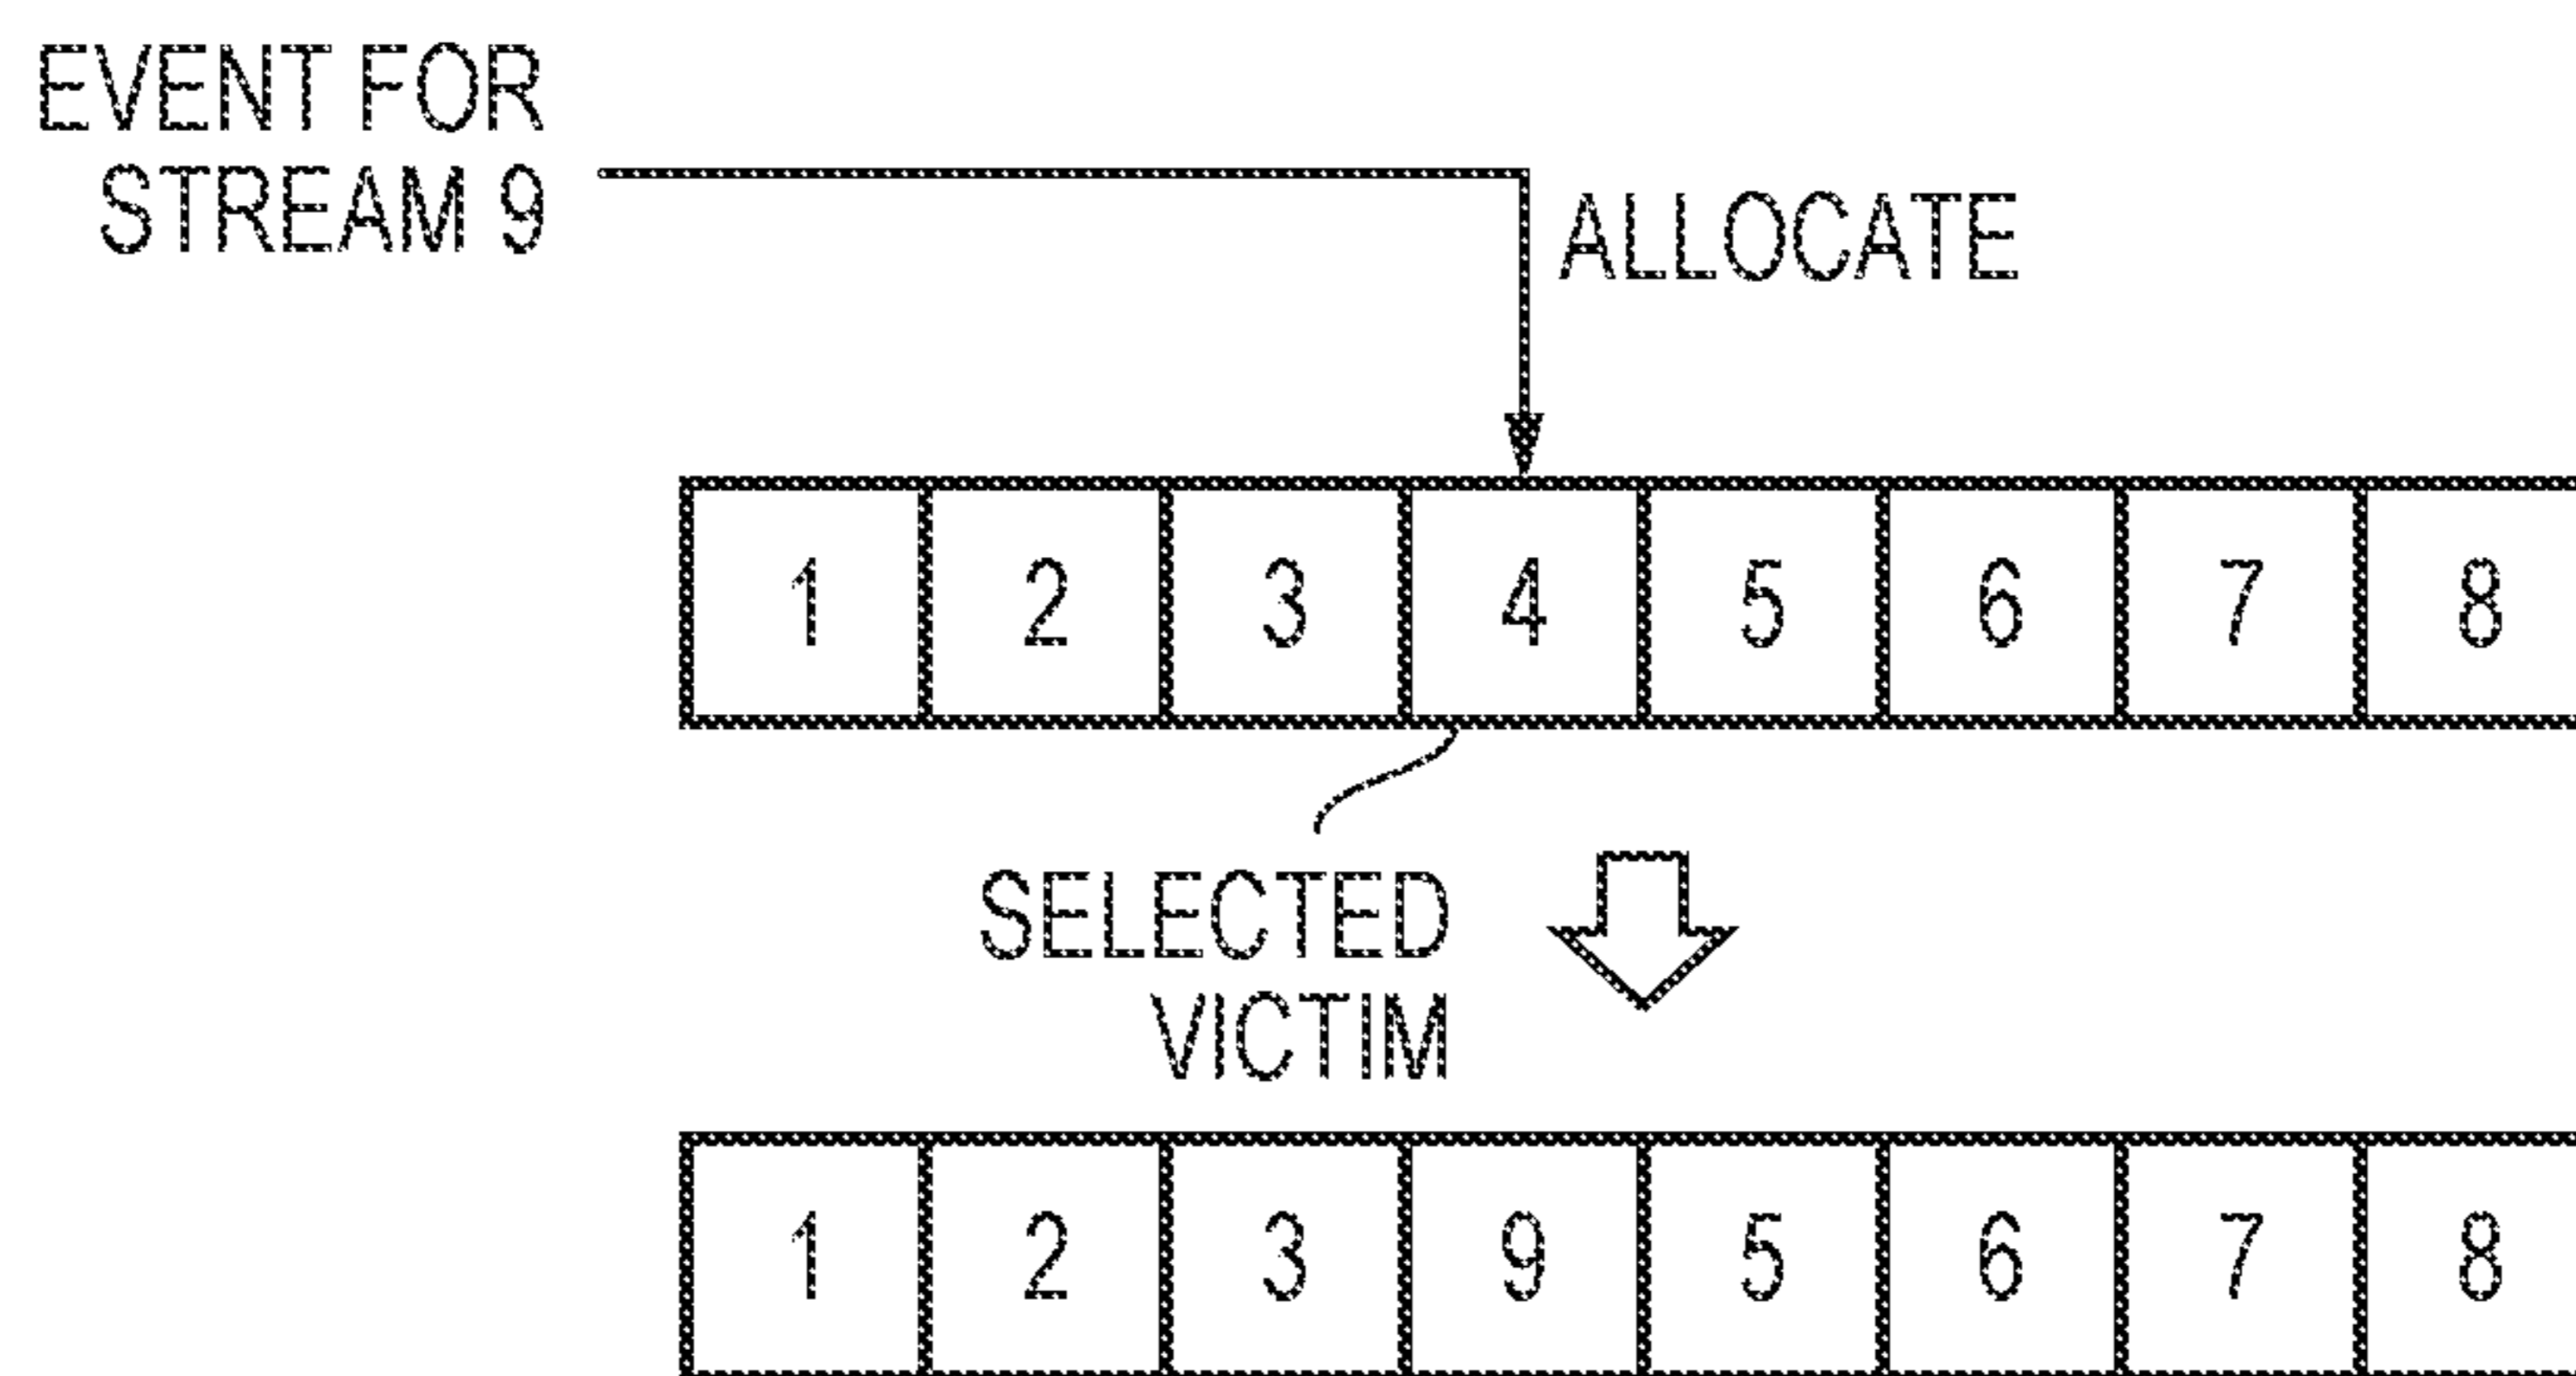 EVENT FOR
STREAM 9
ALLOCATE
1 2 3 4 5 6 7 8
SELECTED
VICTIM
1 2 3 9 5 6 7 8